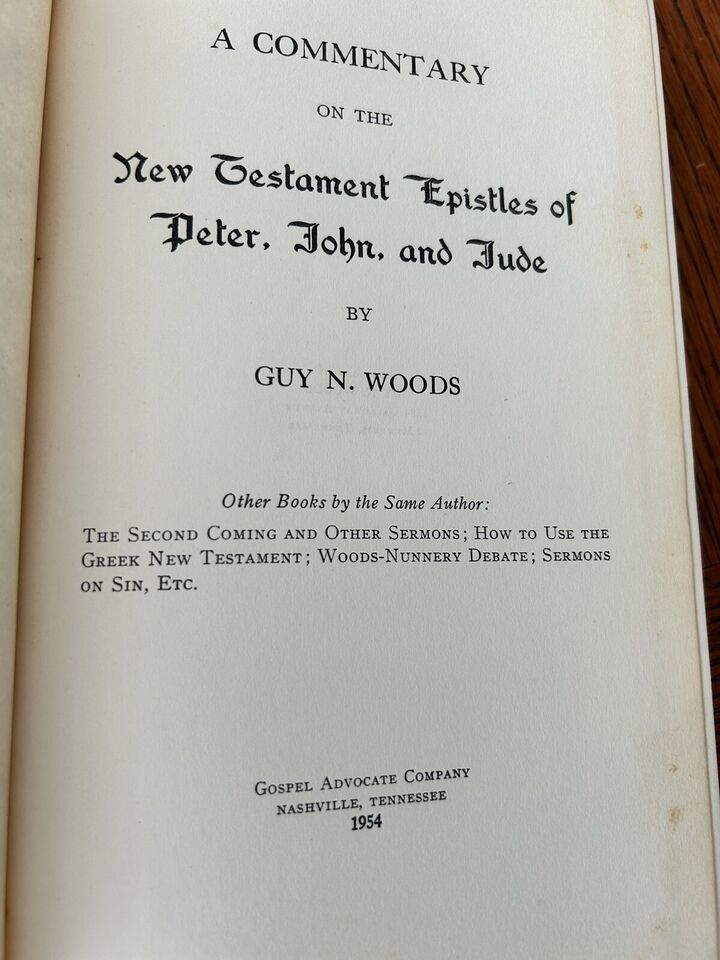 A COMMENTARY
ON THE
New Testament Epistles of
Peter, John, and Jude
BY
GUY N. WOODS
Other Books by the Same Author:
THE SECOND COMING AND OTHER SERMONS; HOW TO USE THE
GREEK NEW TESTAMENT; WOODS-NUNNERY DEBATE; SERMONS
ON SIN, ETC.
GOSPEL ADVOCATE COMPANY
NASHVILLE, TENNESSEE
1954